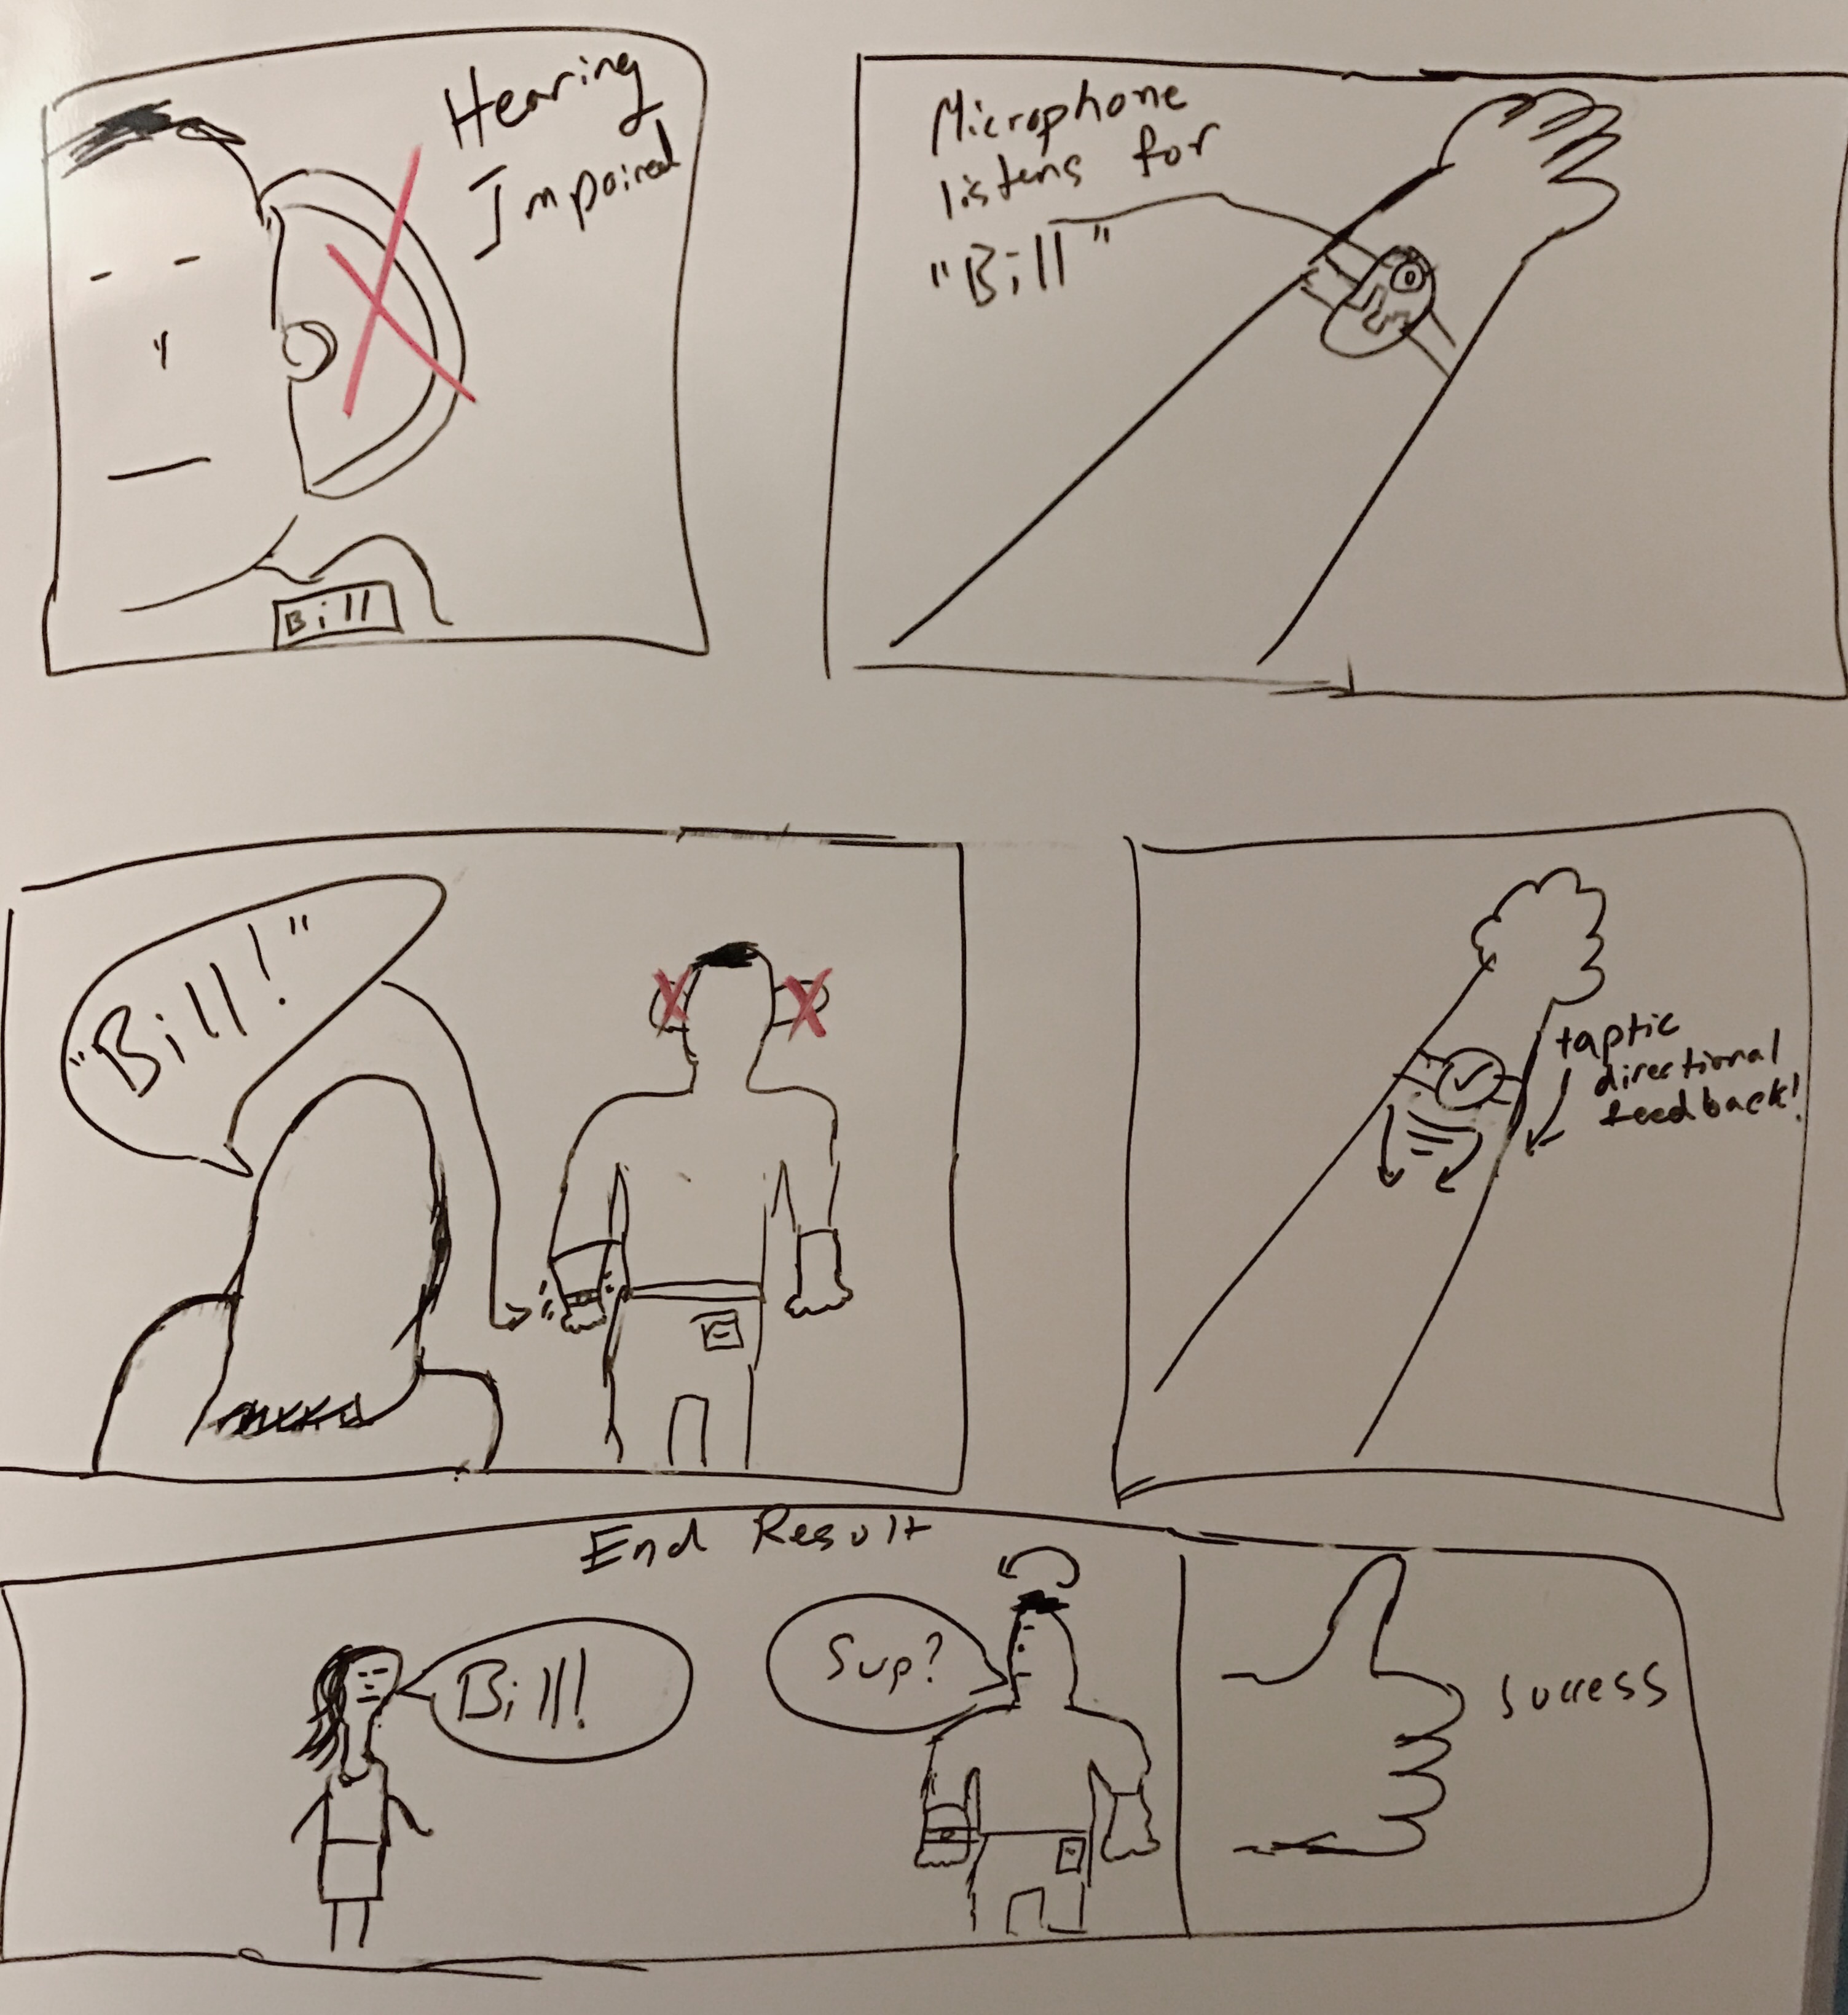 Hearing
Impaired
Bill
Microphone
listens for
"Bill"
"Bill!"
taptic
directional
feedback!
End Result
Bill!
Sup?
Success